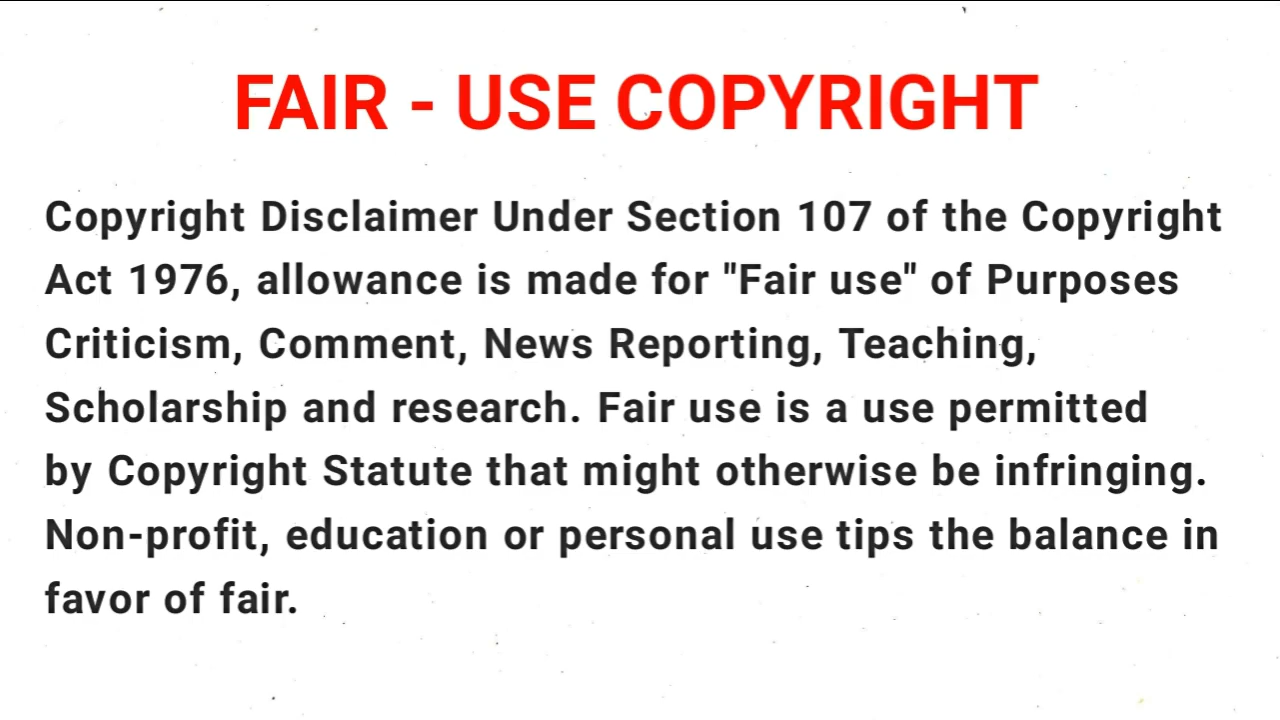 FAIR - USE COPYRIGHT
Copyright Disclaimer Under Section 107 of the Copyright
Act 1976, allowance is made for "Fair use" of Purposes
Criticism, Comment, News Reporting, Teaching,
Scholarship and research. Fair use is a use permitted
by Copyright Statute that might otherwise be infringing.
Non-profit, education or personal use tips the balance in
favor of fair.